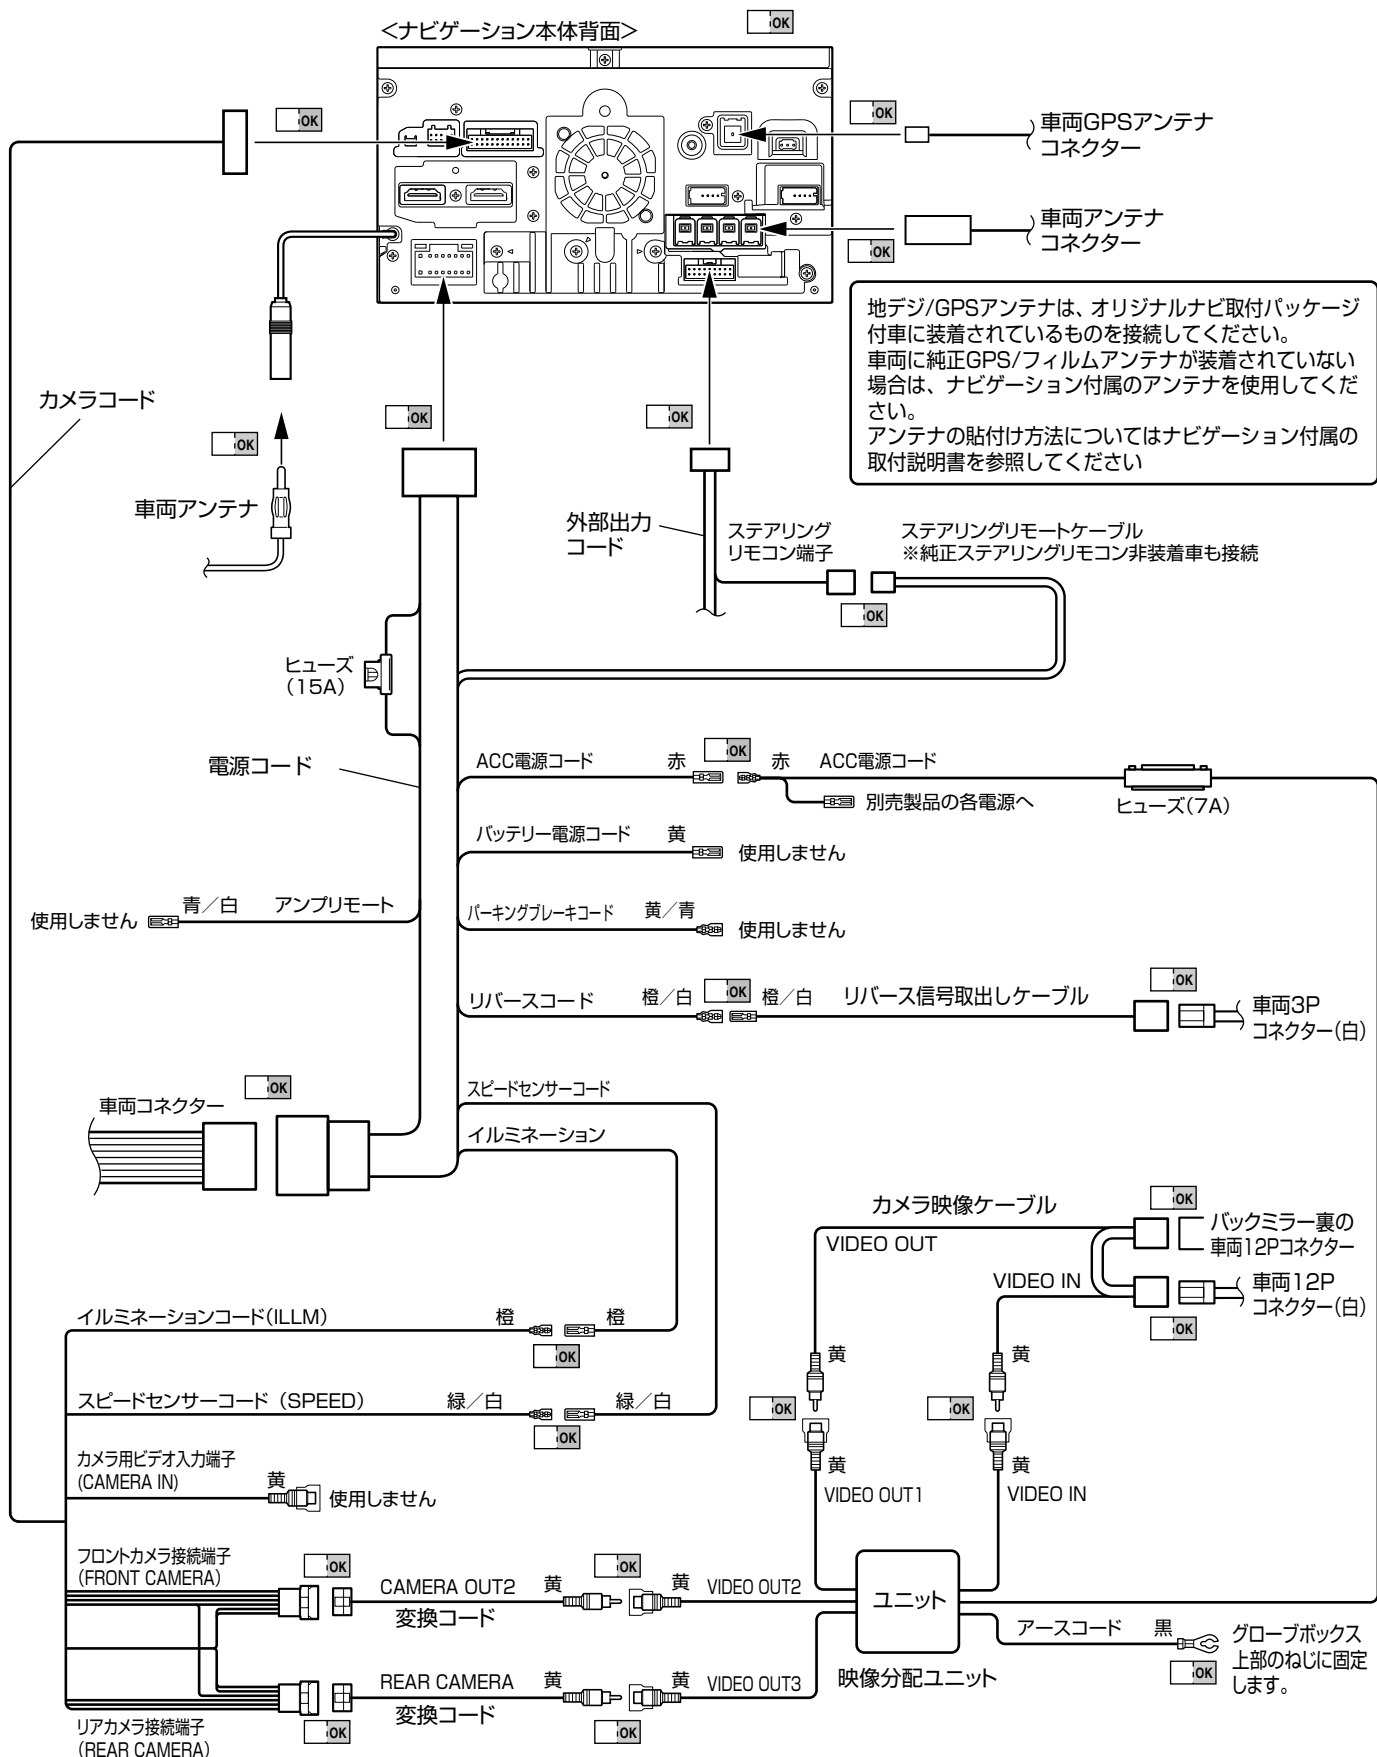 ＜ナビゲーション本体背面＞
OK
OK
OK
車両GPSアンテナ
コネクター
車両アンテナ
コネクター
OK
地デジ/GPSアンテナは、オリジナルナビ取付パッケージ
付車に装着されているものを接続してください。
車両に純正GPS/フィルムアンテナが装着されていない
場合は、ナビゲーション付属のアンテナを使用してくだ
さい。
アンテナの貼付け方法についてはナビゲーション付属の
取付説明書を参照してください
カメラコード
OK
OK
OK
車両アンテナ
外部出力
コード
ステアリング
リモコン端子
ステアリングリモートケーブル
※純正ステアリングリモコン非装着車も接続
OK
ヒューズ
（15A）
電源コード
ACC電源コード
赤
OK
赤
ACC電源コード
別売製品の各電源へ
ヒューズ（7A）
バッテリー電源コード
黄
使用しません
使用しません
青／白
アンプリモート
パーキングブレーキコード
黄／青
使用しません
リバースコード
橙／白
OK
橙／白
リバース信号取出しケーブル
OK
車両3P
コネクター（白）
OK
車両コネクター
スピードセンサーコード
イルミネーション
カメラ映像ケーブル
OK
バックミラー裏の
車両12Pコネクター
VIDEO OUT
VIDEO IN
車両12P
コネクター（白）
OK
イルミネーションコード（ILLM）
橙
橙
OK
黄
黄
スピードセンサーコード（SPEED）
緑／白
緑／白
OK
OK
OK
カメラ用ビデオ入力端子
(CAMERA IN)
黄
使用しません
黄
黄
VIDEO OUT1
VIDEO IN
フロントカメラ接続端子
（FRONT CAMERA）
OK
CAMERA OUT2
変換コード
黄
OK
黄
VIDEO OUT2
ユニット
映像分配ユニット
アースコード
黒
OK
グローブボックス
上部のねじに固定
します。
REAR CAMERA
変換コード
黄
黄
VIDEO OUT3
OK
OK
リアカメラ接続端子
（REAR CAMERA）